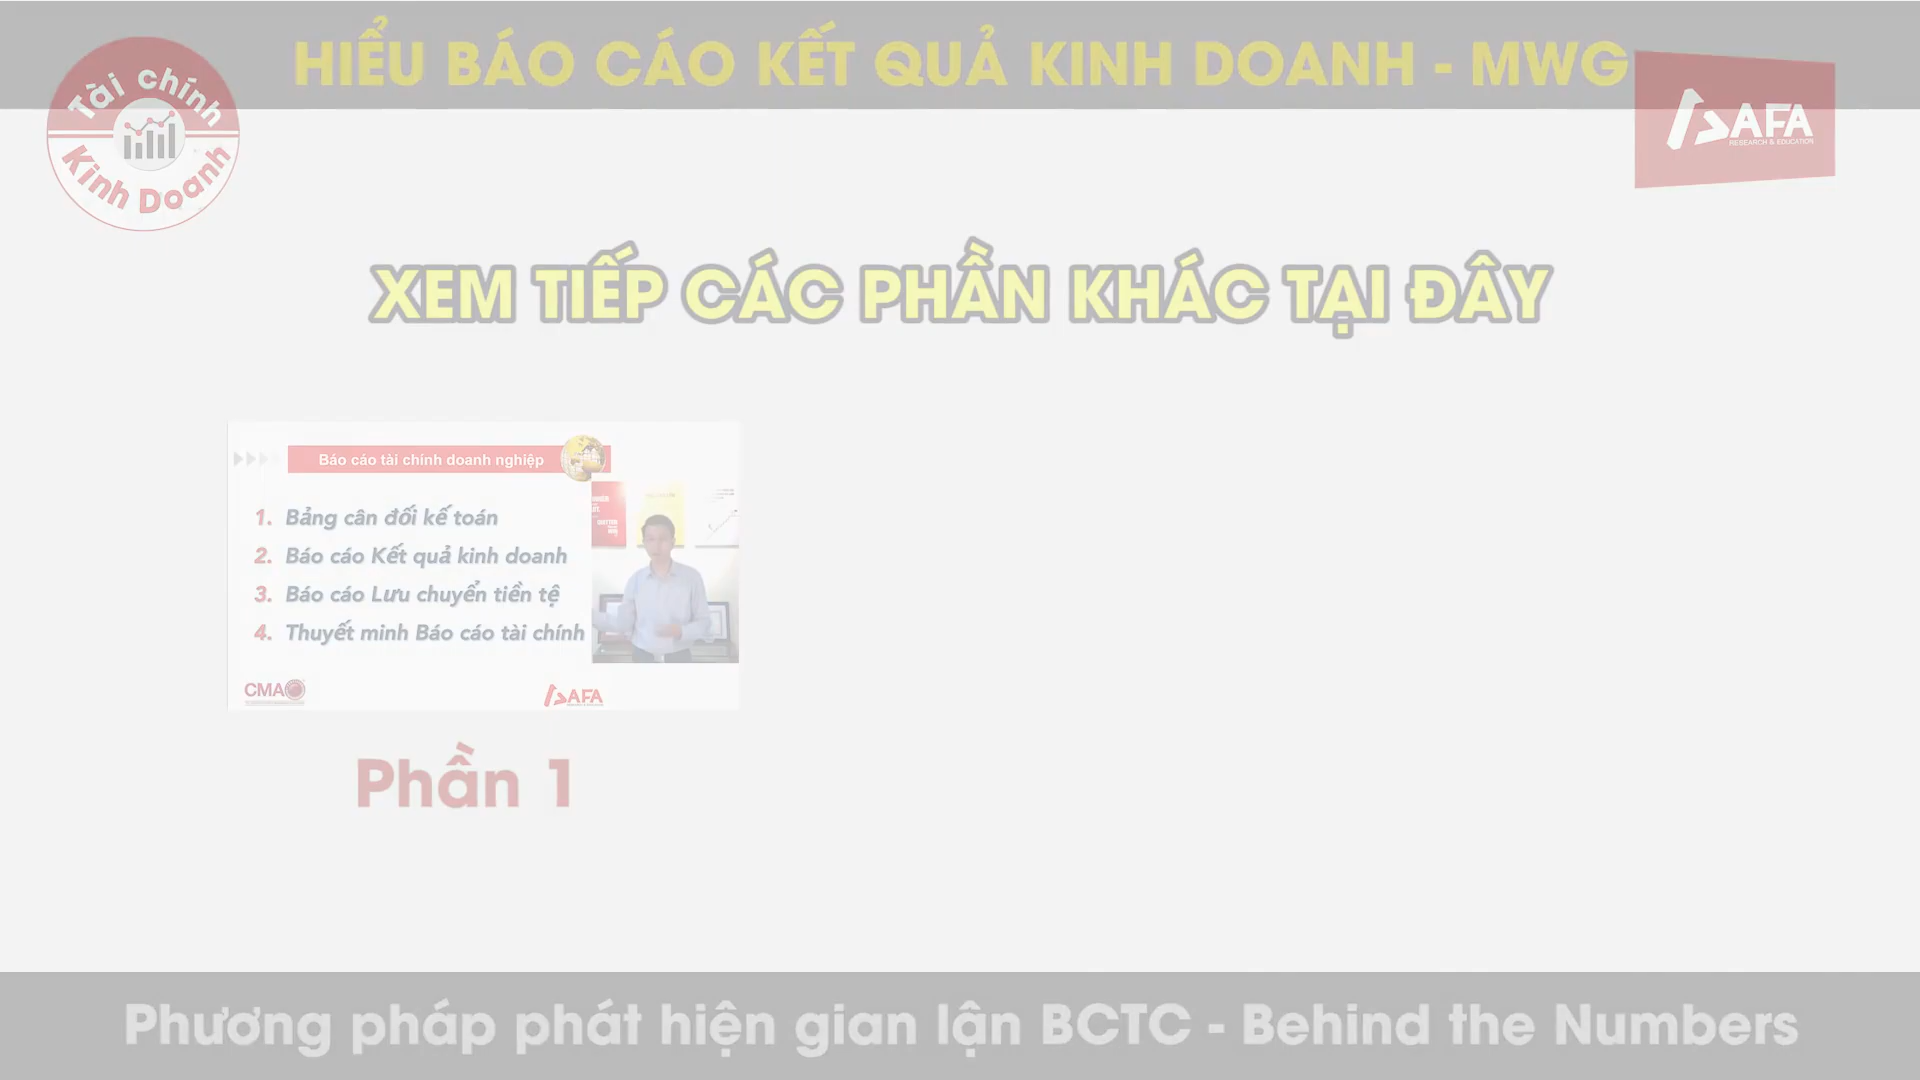 HIỂU BÁO CÁO KẾT QUẢ KINH DOANH - MWG
Tài chính
Kinh Doanh
AFA
RESEARCH & EDUCATION
XEM TIẾP CÁC PHẦN KHÁC TẠI ĐÂY
Báo cáo tài chính doanh nghiệp
1. Bảng cân đối kế toán
2. Báo cáo Kết quả kinh doanh
3. Báo cáo Lưu chuyển tiền tệ
4. Thuyết minh Báo cáo tài chính
CMA
AFA
Phần 1
Phương pháp phát hiện gian lận BCTC - Behind the Numbers